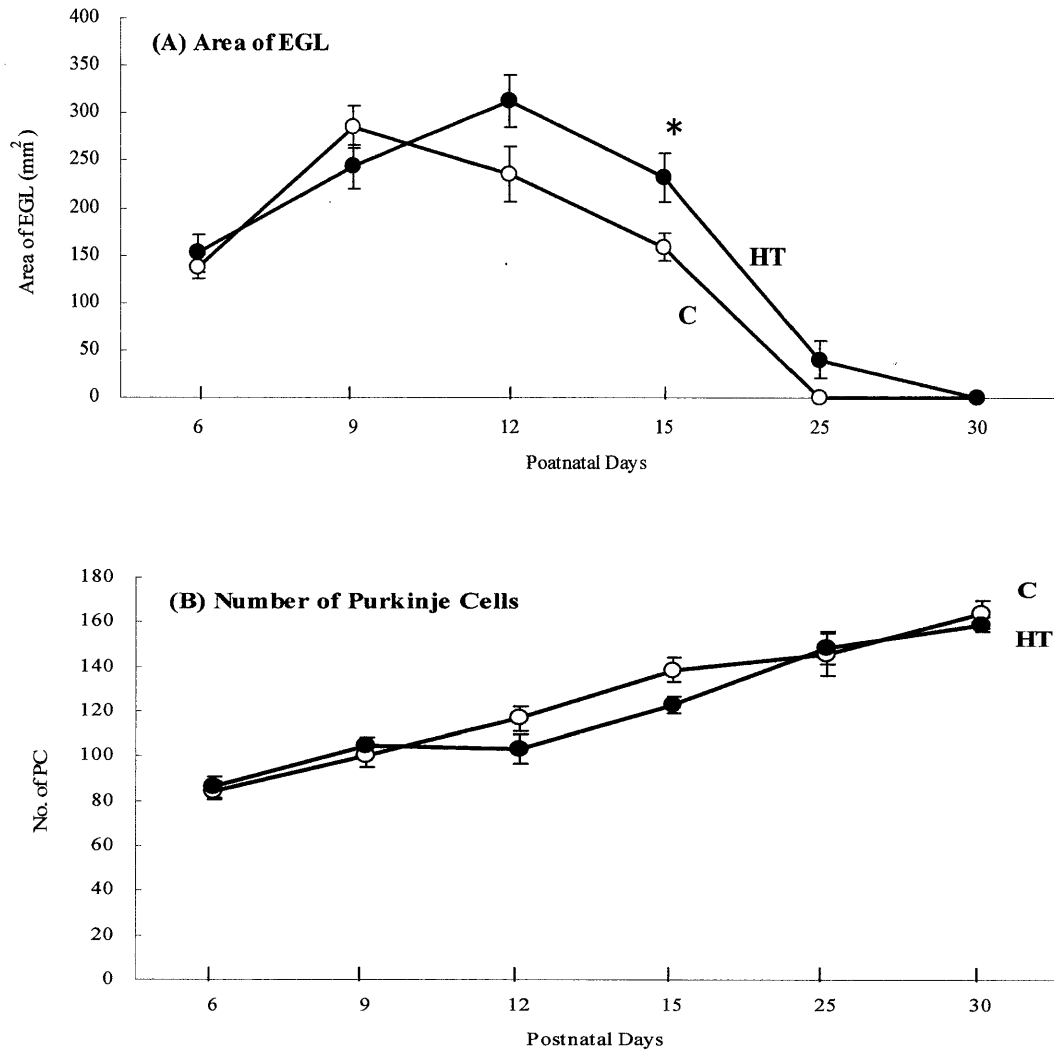 400
(A) Area of EGL
350
300
*
250
200
HT
150
C
100
50
0
Area of EGL (mm2)
6 9 12 15 25 30
Poatnatal Days
180
(B) Number of Purkinje Cells
C
160
HT
140
120
100
80
60
40
20
0
No. of PC
6 9 12 15 25 30
Postnatal Days